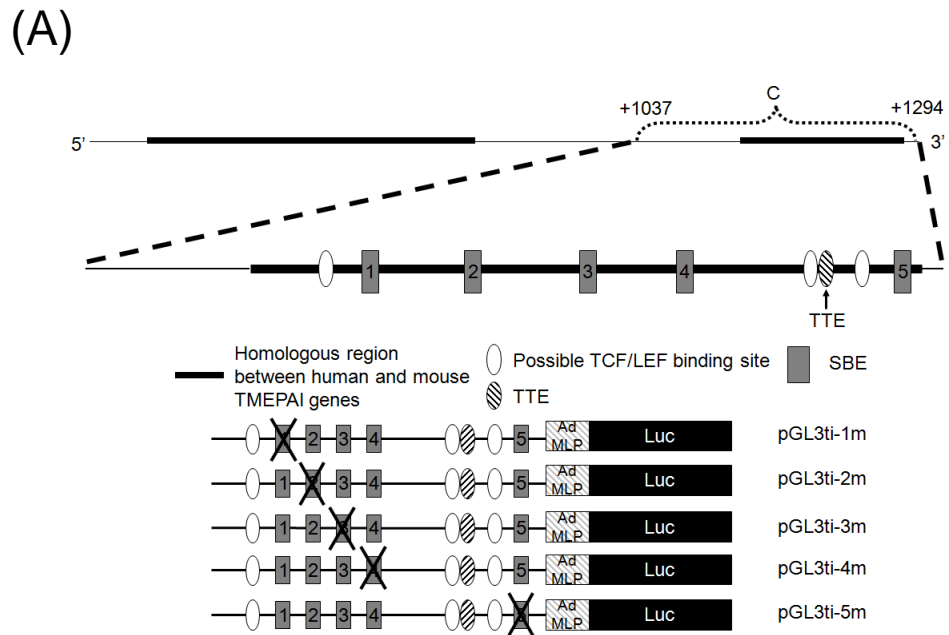 (A)
C
+1037 +1294
5’ 3’
1 2 3 4 5
TTE
Homologous region
between human and mouse
TMEPAI genes
Possible TCF/LEF binding site
SBE
TTE
2 3 4 5 Ad MLP Luc pGL3ti-1m
1 3 4 5 Ad MLP Luc pGL3ti-2m
1 2 4 5 Ad MLP Luc pGL3ti-3m
1 2 3 5 Ad MLP Luc pGL3ti-4m
1 2 3 4 Ad MLP Luc pGL3ti-5m